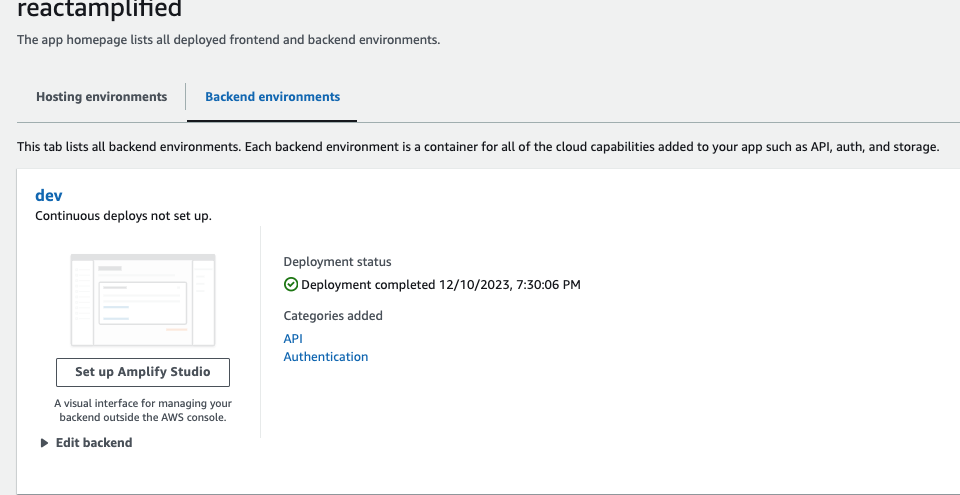 reactamplified
The app homepage lists all deployed frontend and backend environments.
Hosting environments
Backend environments
This tab lists all backend environments. Each backend environment is a container for all of the cloud capabilities added to your app such as API, auth, and storage.
dev
Continuous deploys not set up.
Deployment status
Deployment completed 12/10/2023, 7:30:06 PM
Categories added
API
Authentication
Set up Amplify Studio
A visual interface for managing your
backend outside the AWS console.
Edit backend